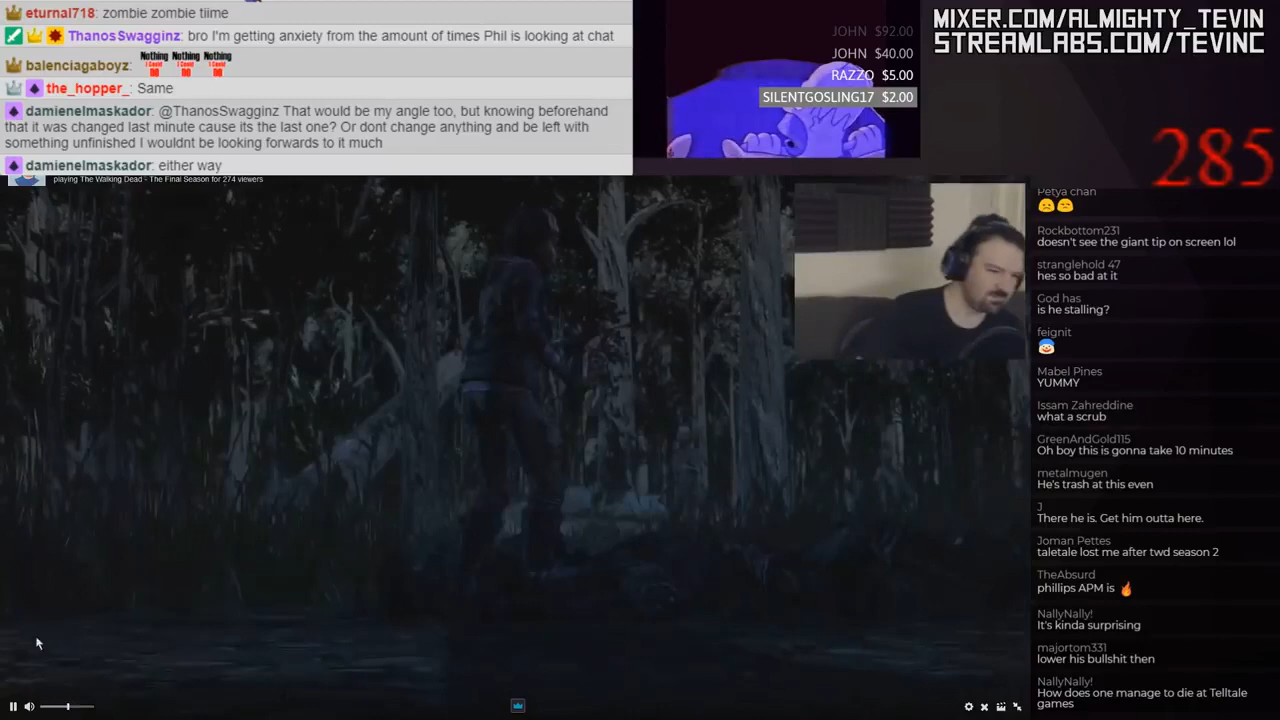 eturnal718: zombie zombie tiime
ThanosSwagginz: bro I'm getting anxiety from the amount of times Phil is looking at chat
balenciagaboyz: Nothing I Could DO Nothing I Could DO Nothing I Could DO
the_hopper_: Same
damienelmaskador: @ThanosSwagginz That would be my angle too, but knowing beforehand
that it was changed last minute cause its the last one? Or dont change anything and be left with
something unfinished I wouldnt be looking forwards to it much
damienelmaskador: either way
playing The Walking Dead - The Final Season for 274 viewers
JOHN $92.00
JOHN $40.00
RAZZO $5.00
SILENTGOSLING17 $2.00
MIXER.COM/ALMIGHTY_TEVIN
STREAMLABS.COM/TEVINC
285
Petya chan
Rockbottom231
doesn't see the giant tip on screen lol
stranglehold 47
hes so bad at it
God has
is he stalling?
feignit
Mabel Pines
YUMMY
Issam Zahreddine
what a scrub
GreenAndGold115
Oh boy this is gonna take 10 minutes
metalmugen
He's trash at this even
J
There he is. Get him outta here.
Joman Pettes
taletale lost me after twd season 2
TheAbsurd
phillips APM is
NallyNally!
It's kinda surprising
majortom331
lower his bullshit then
NallyNally!
How does one manage to die at Telltale
games